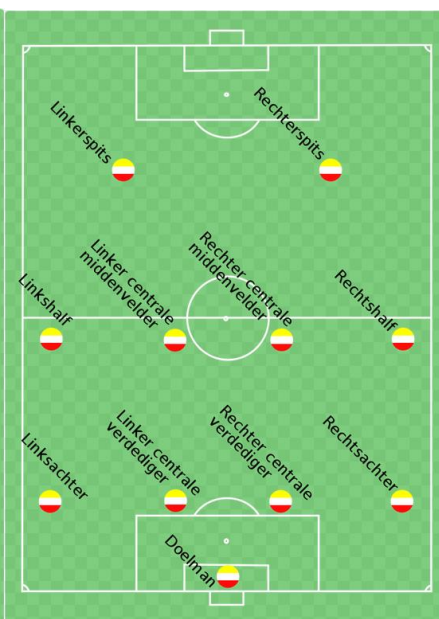 Linkerspits
Rechterspits
Linkshalf
Linker centrale
middenvelder
Rechter centrale
middenvelder
Rechtshalf
Linksachter
Linker centrale
verdediger
Rechter centrale
verdediger
Rechtsachter
Doelman